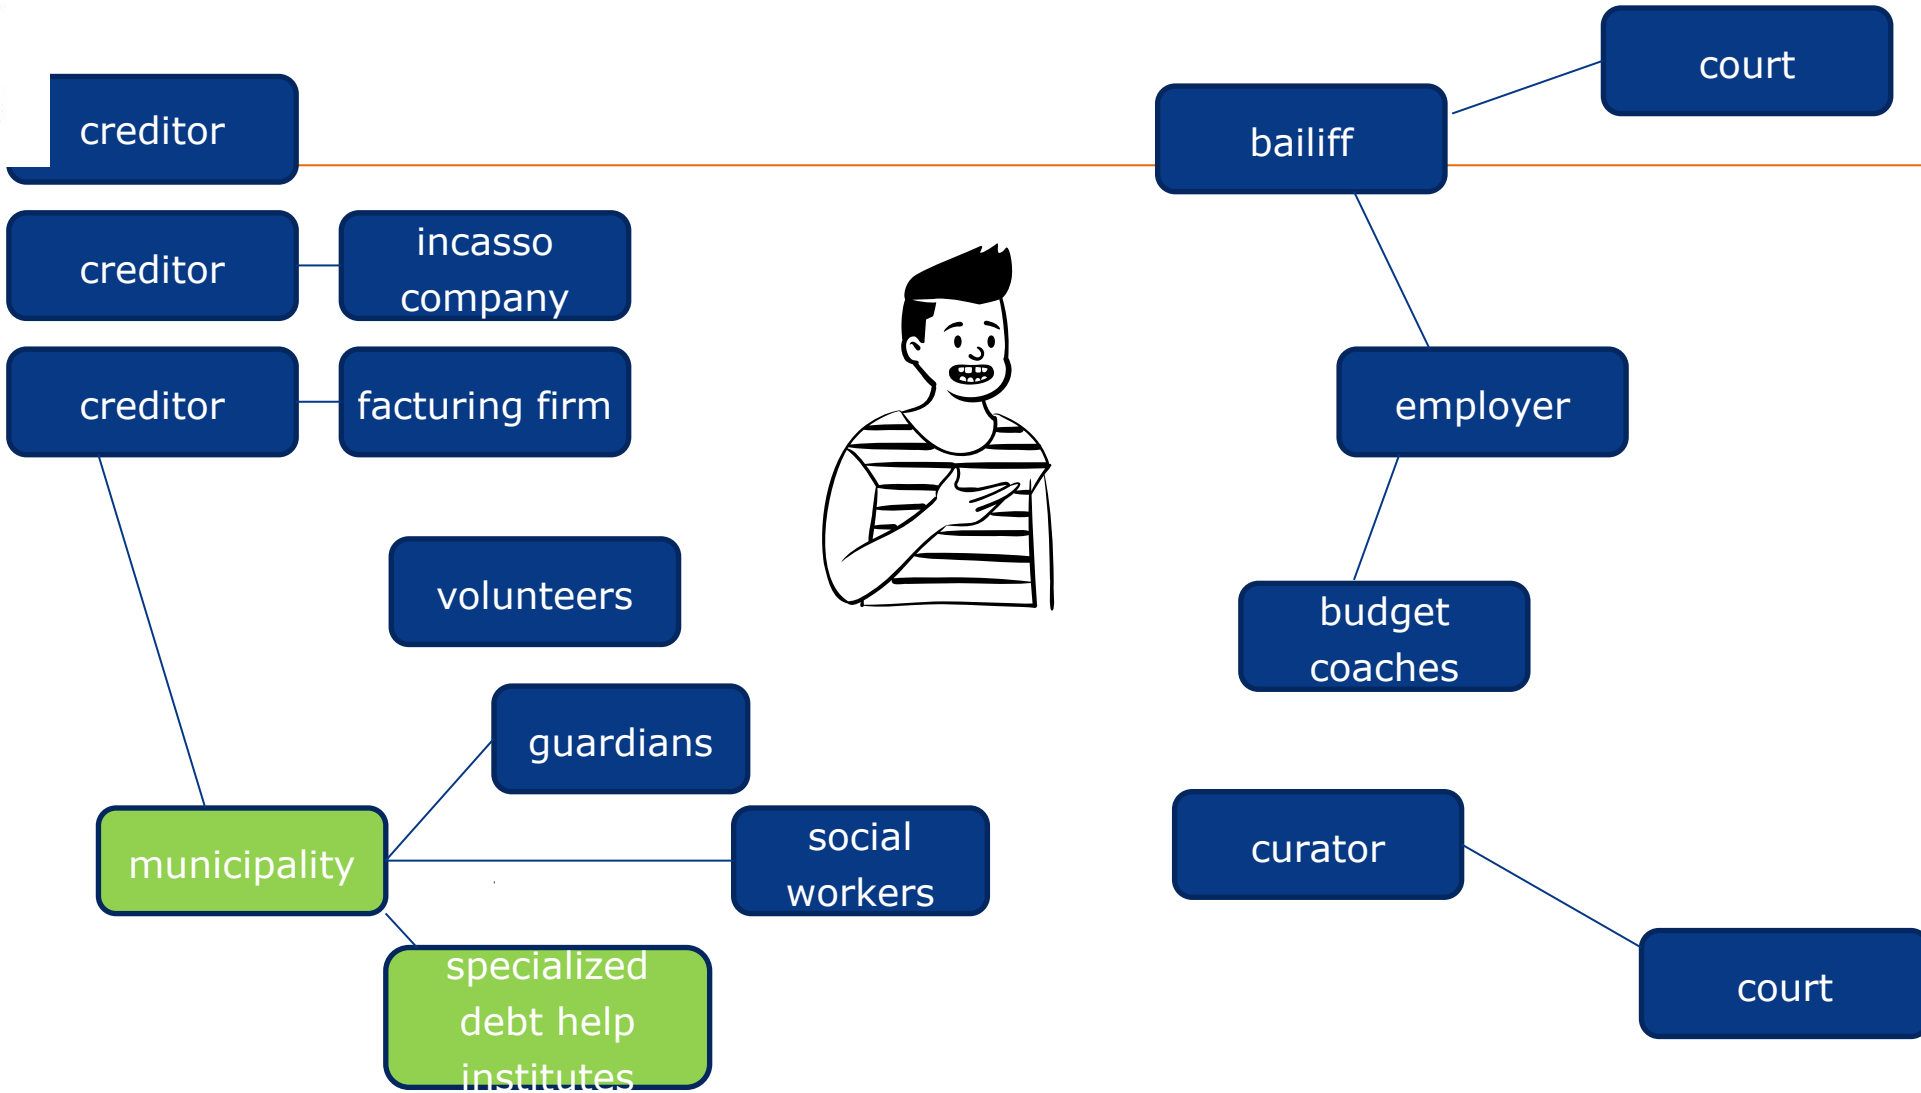 court
creditor
bailiff
creditor
incasso
company
creditor
facturing firm
employer
volunteers
budget
coaches
guardians
municipality
social
workers
curator
specialized
debt help
institutes
court